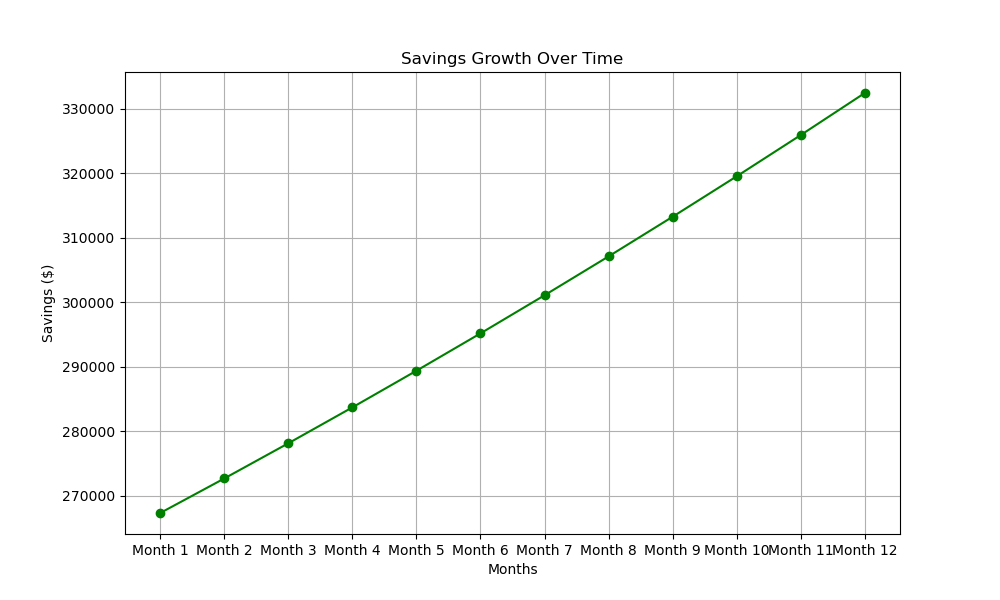 Savings Growth Over Time
330000
320000
310000
300000
290000
280000
270000
Savings ($)
Month 1 Month 2 Month 3 Month 4 Month 5 Month 6 Month 7 Month 8 Month 9 Month 10 Month 11 Month 12
Months